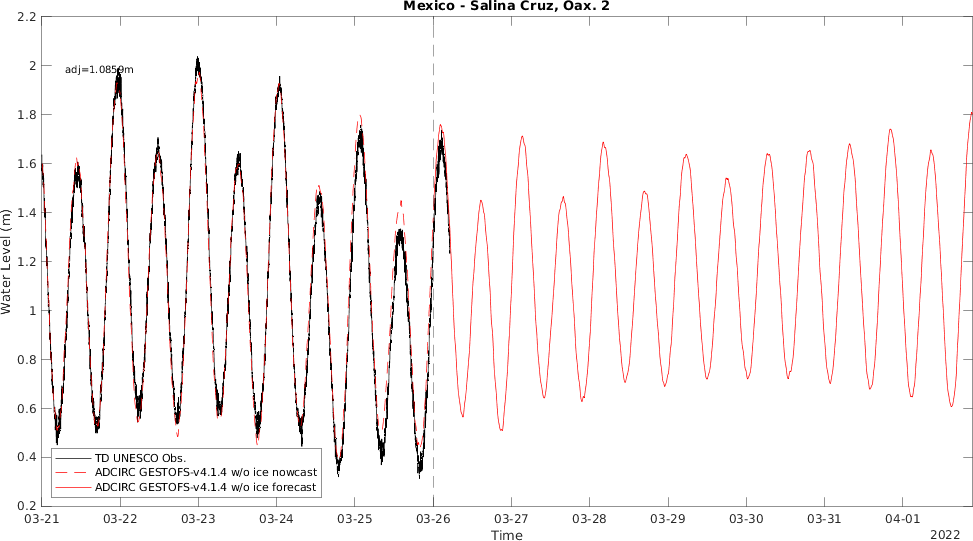 Mexico - Salina Cruz, Oax. 2
2.2
2
1.8
1.6
1.4
1.2
1
0.8
0.6
0.4
0.2
Water Level (m)
adj=1.0859m
TD UNESCO Obs.
ADCIRC GESTOFS-v4.1.4 w/o ice nowcast
ADCIRC GESTOFS-v4.1.4 w/o ice forecast
03-21 03-22 03-23 03-24 03-25 03-26 03-27 03-28 03-29 03-30 03-31 04-01
Time
2022